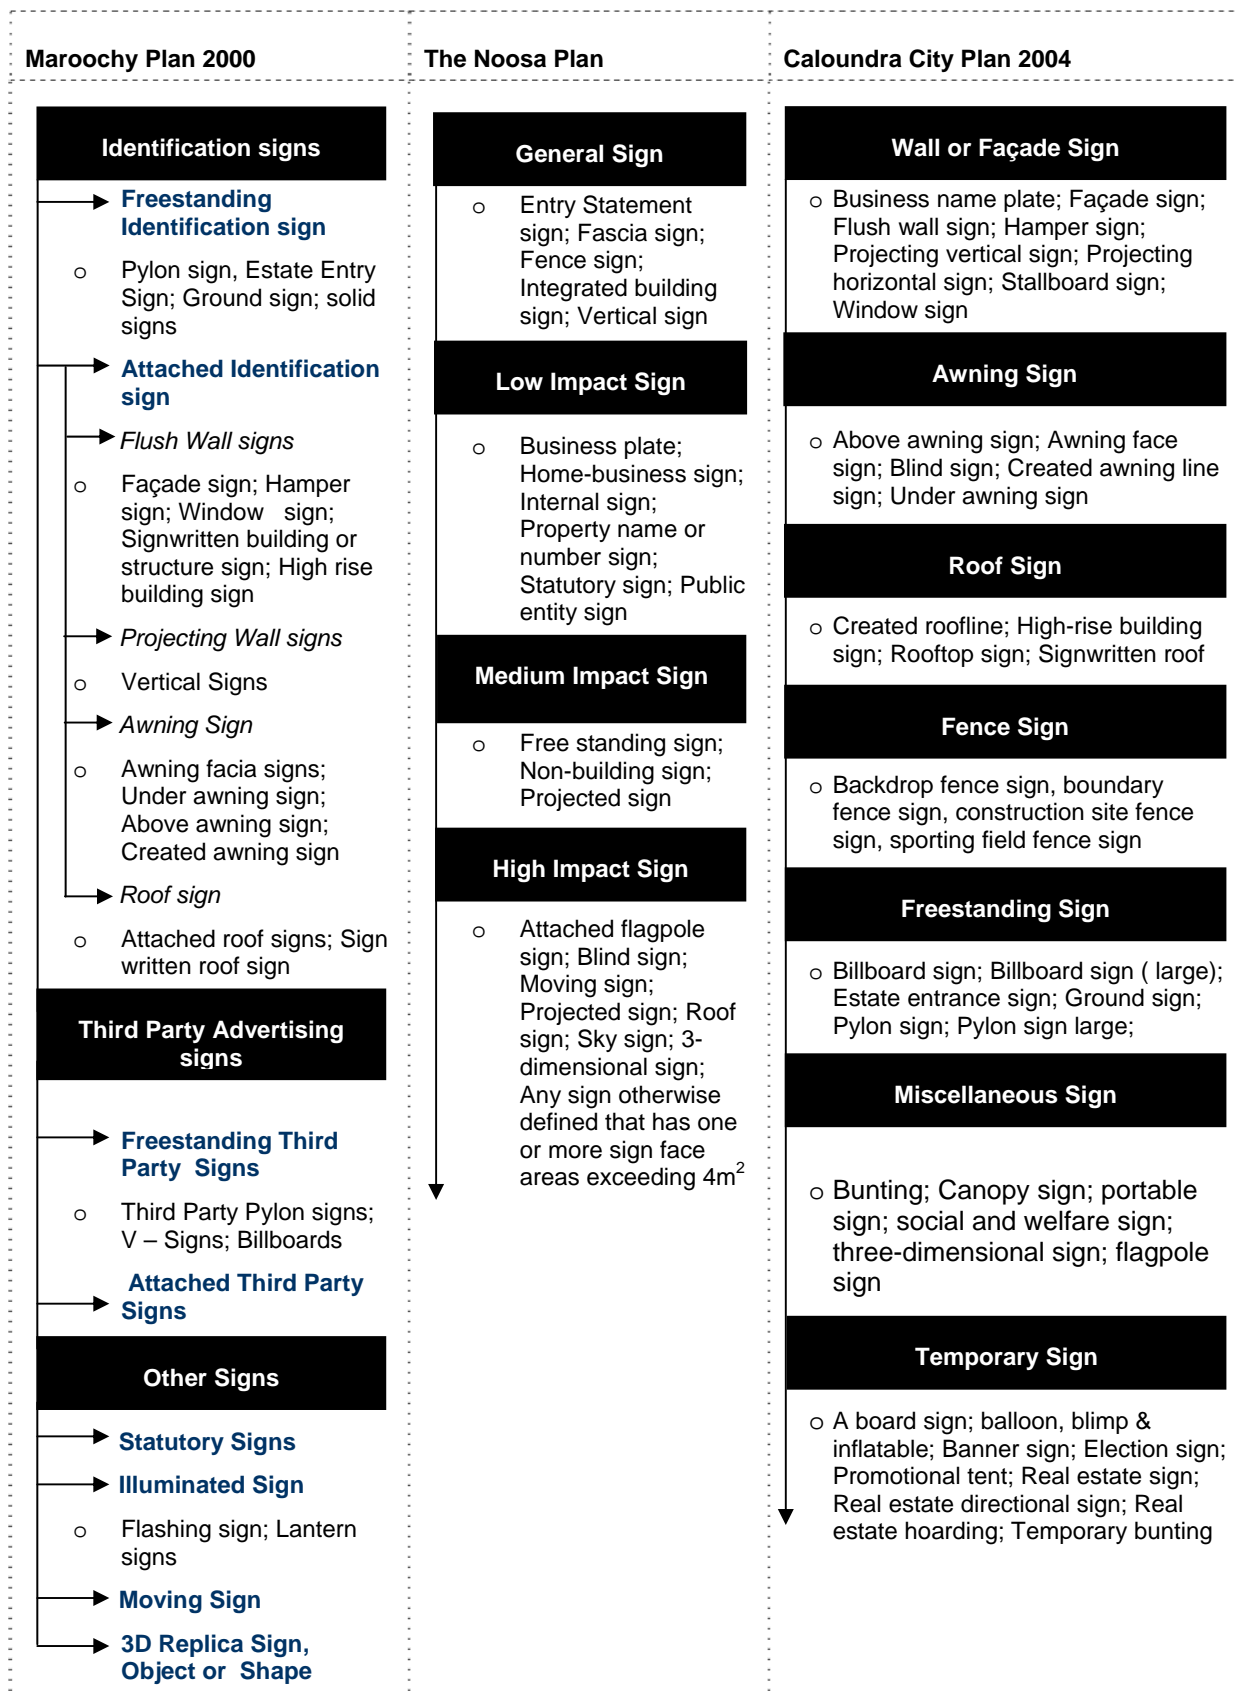 Maroochy Plan 2000
Identification signs
Freestanding
Identification sign
o Pylon sign, Estate Entry
Sign; Ground sign; solid
signs
Attached Identification
sign
Flush Wall signs
o Façade sign; Hamper
sign; Window sign;
Signwritten building or
structure sign; High rise
building sign
Projecting Wall signs
o Vertical Signs
Awning Sign
o Awning facia signs;
Under awning sign;
Above awning sign;
Created awning sign
Roof sign
o Attached roof signs; Sign
written roof sign
Third Party Advertising
signs
Freestanding Third
Party Signs
o Third Party Pylon signs;
V – Signs; Billboards
Attached Third Party
Signs
Other Signs
Statutory Signs
Illuminated Sign
o Flashing sign; Lantern
signs
Moving Sign
3D Replica Sign,
Object or Shape
The Noosa Plan
General Sign
o Entry Statement
sign; Fascia sign;
Fence sign;
Integrated building
sign; Vertical sign
Low Impact Sign
o Business plate;
Home-business sign;
Internal sign;
Property name or
number sign;
Statutory sign; Public
entity sign
Medium Impact Sign
o Free standing sign;
Non-building sign;
Projected sign
High Impact Sign
o Attached flagpole
sign; Blind sign;
Moving sign;
Projected sign; Roof
sign; Sky sign; 3-
dimensional sign;
Any sign otherwise
defined that has one
or more sign face
areas exceeding 4m²
Caloundra City Plan 2004
Wall or Façade Sign
o Business name plate; Façade sign;
Flush wall sign; Hamper sign;
Projecting vertical sign; Projecting
horizontal sign; Stallboard sign;
Window sign
Awning Sign
o Above awning sign; Awning face
sign; Blind sign; Created awning line
sign; Under awning sign
Roof Sign
o Created roofline; High-rise building
sign; Rooftop sign; Signwritten roof
Fence Sign
o Backdrop fence sign, boundary
fence sign, construction site fence
sign, sporting field fence sign
Freestanding Sign
o Billboard sign; Billboard sign ( large);
Estate entrance sign; Ground sign;
Pylon sign; Pylon sign large;
Miscellaneous Sign
o Bunting; Canopy sign; portable
sign; social and welfare sign;
three-dimensional sign; flagpole
sign
Temporary Sign
o A board sign; balloon, blimp &
inflatable; Banner sign; Election sign;
Promotional tent; Real estate sign;
Real estate directional sign; Real
estate hoarding; Temporary bunting